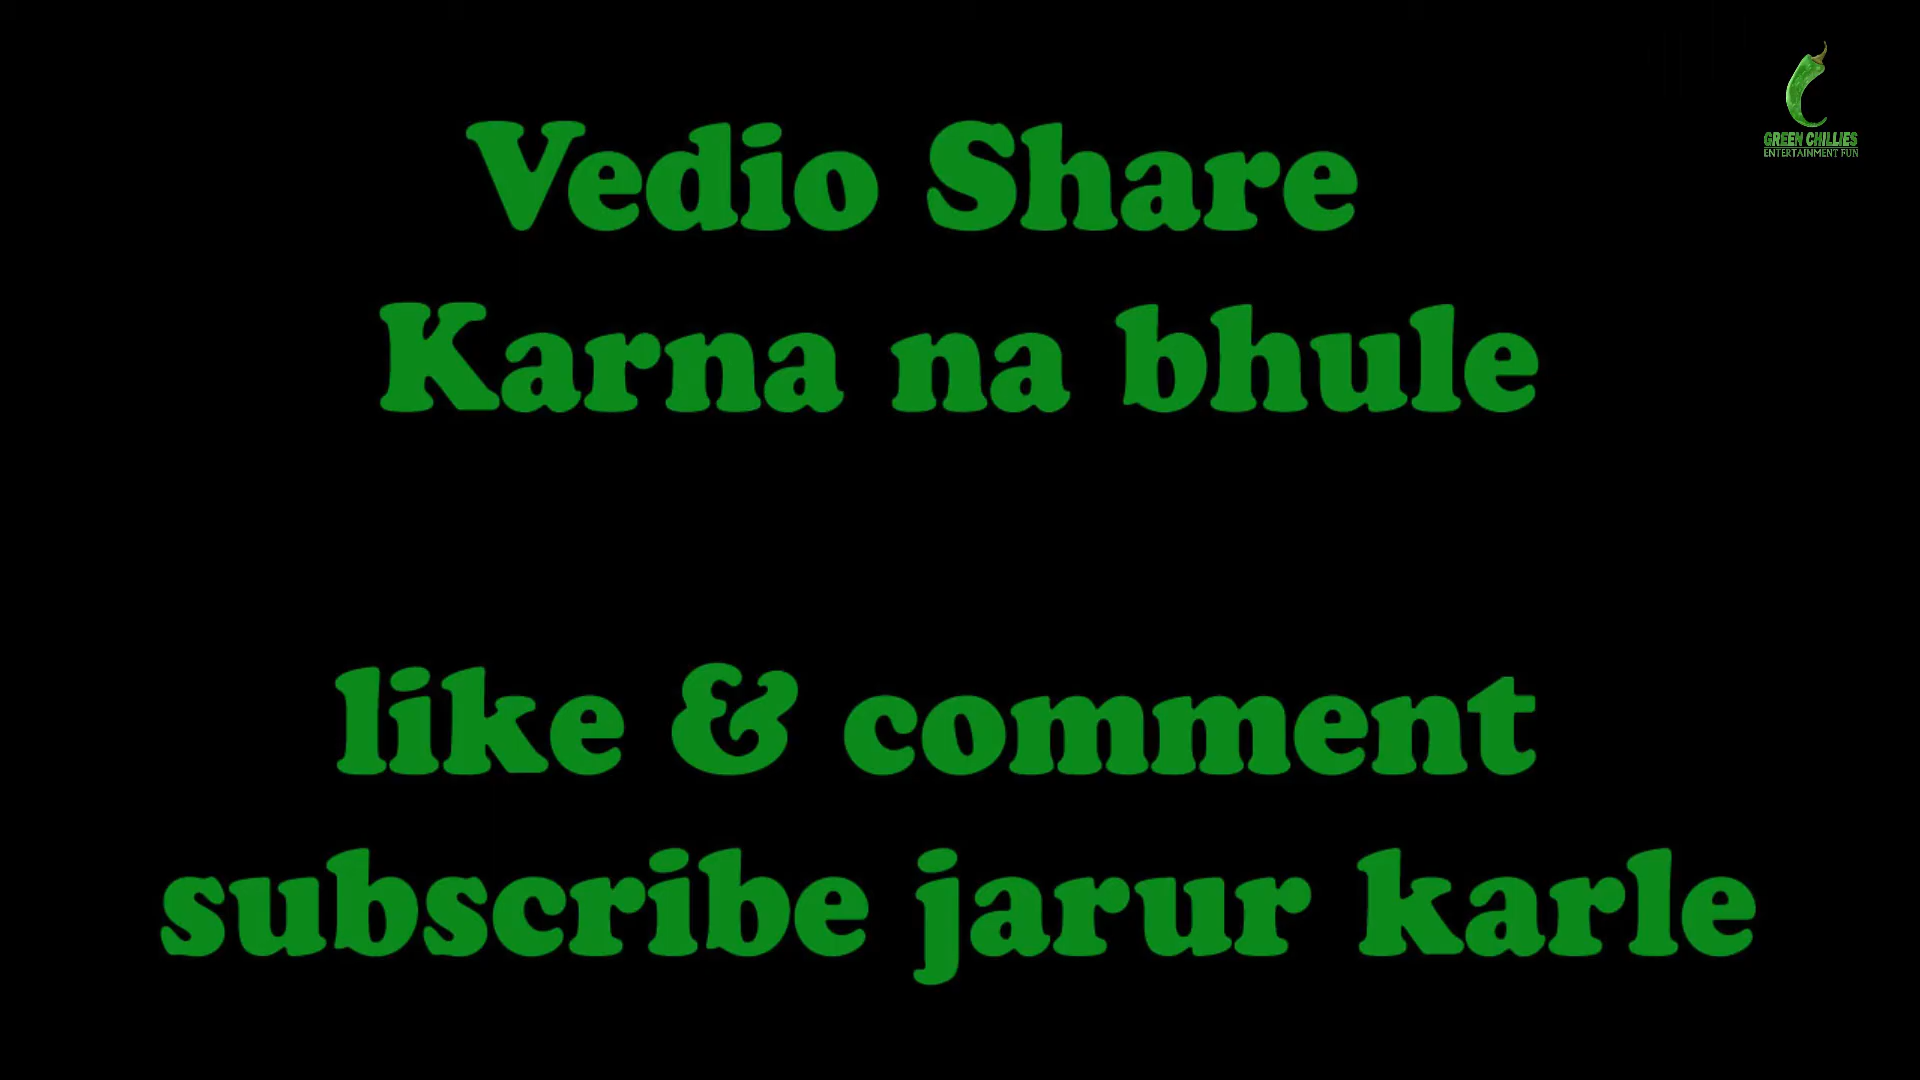 GREEN CHILLIES
ENTERTAINMENT FUN
Vedio Share
Karna na bhule
like & comment
subscribe jarur karle